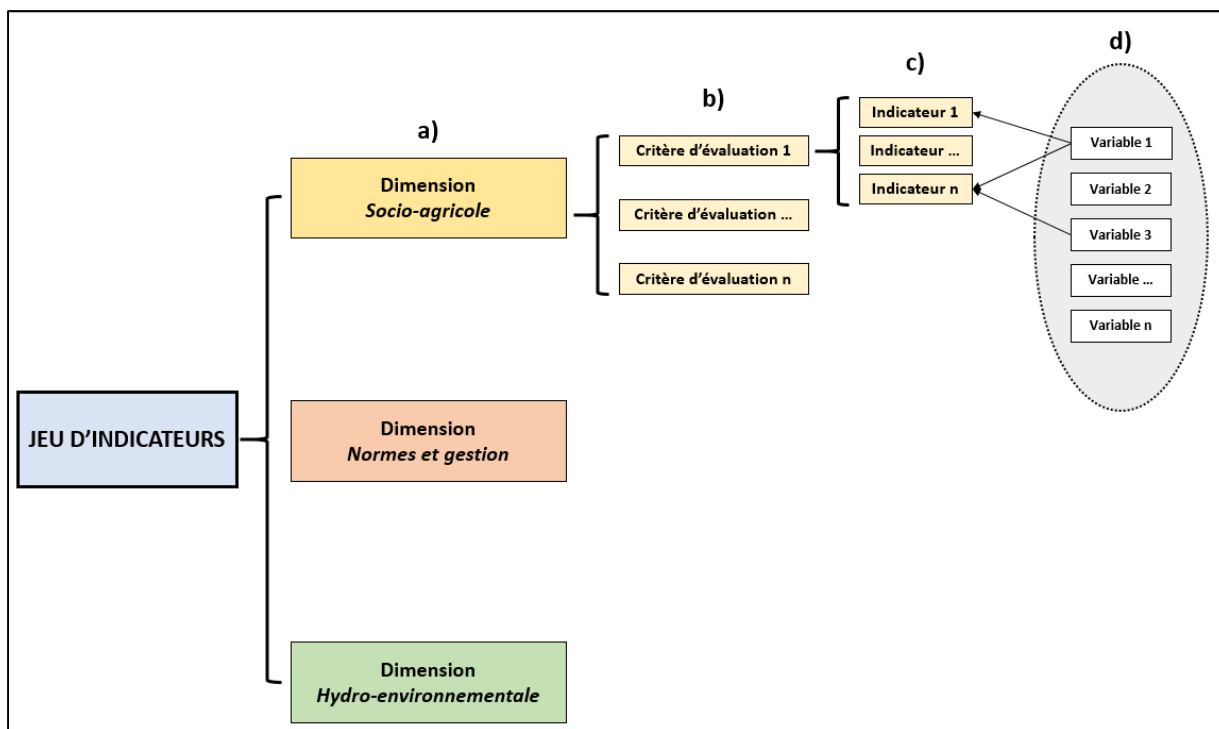 a)
b)
c)
d)
JEU D'INDICATEURS
Dimension
Socio-agricole
Dimension
Normes et gestion
Dimension
Hydro-environnementale
Critère d'évaluation 1
Critère d'évaluation ...
Critère d'évaluation n
Indicateur 1
Indicateur ...
Indicateur n
Variable 1
Variable 2
Variable 3
Variable ...
Variable n